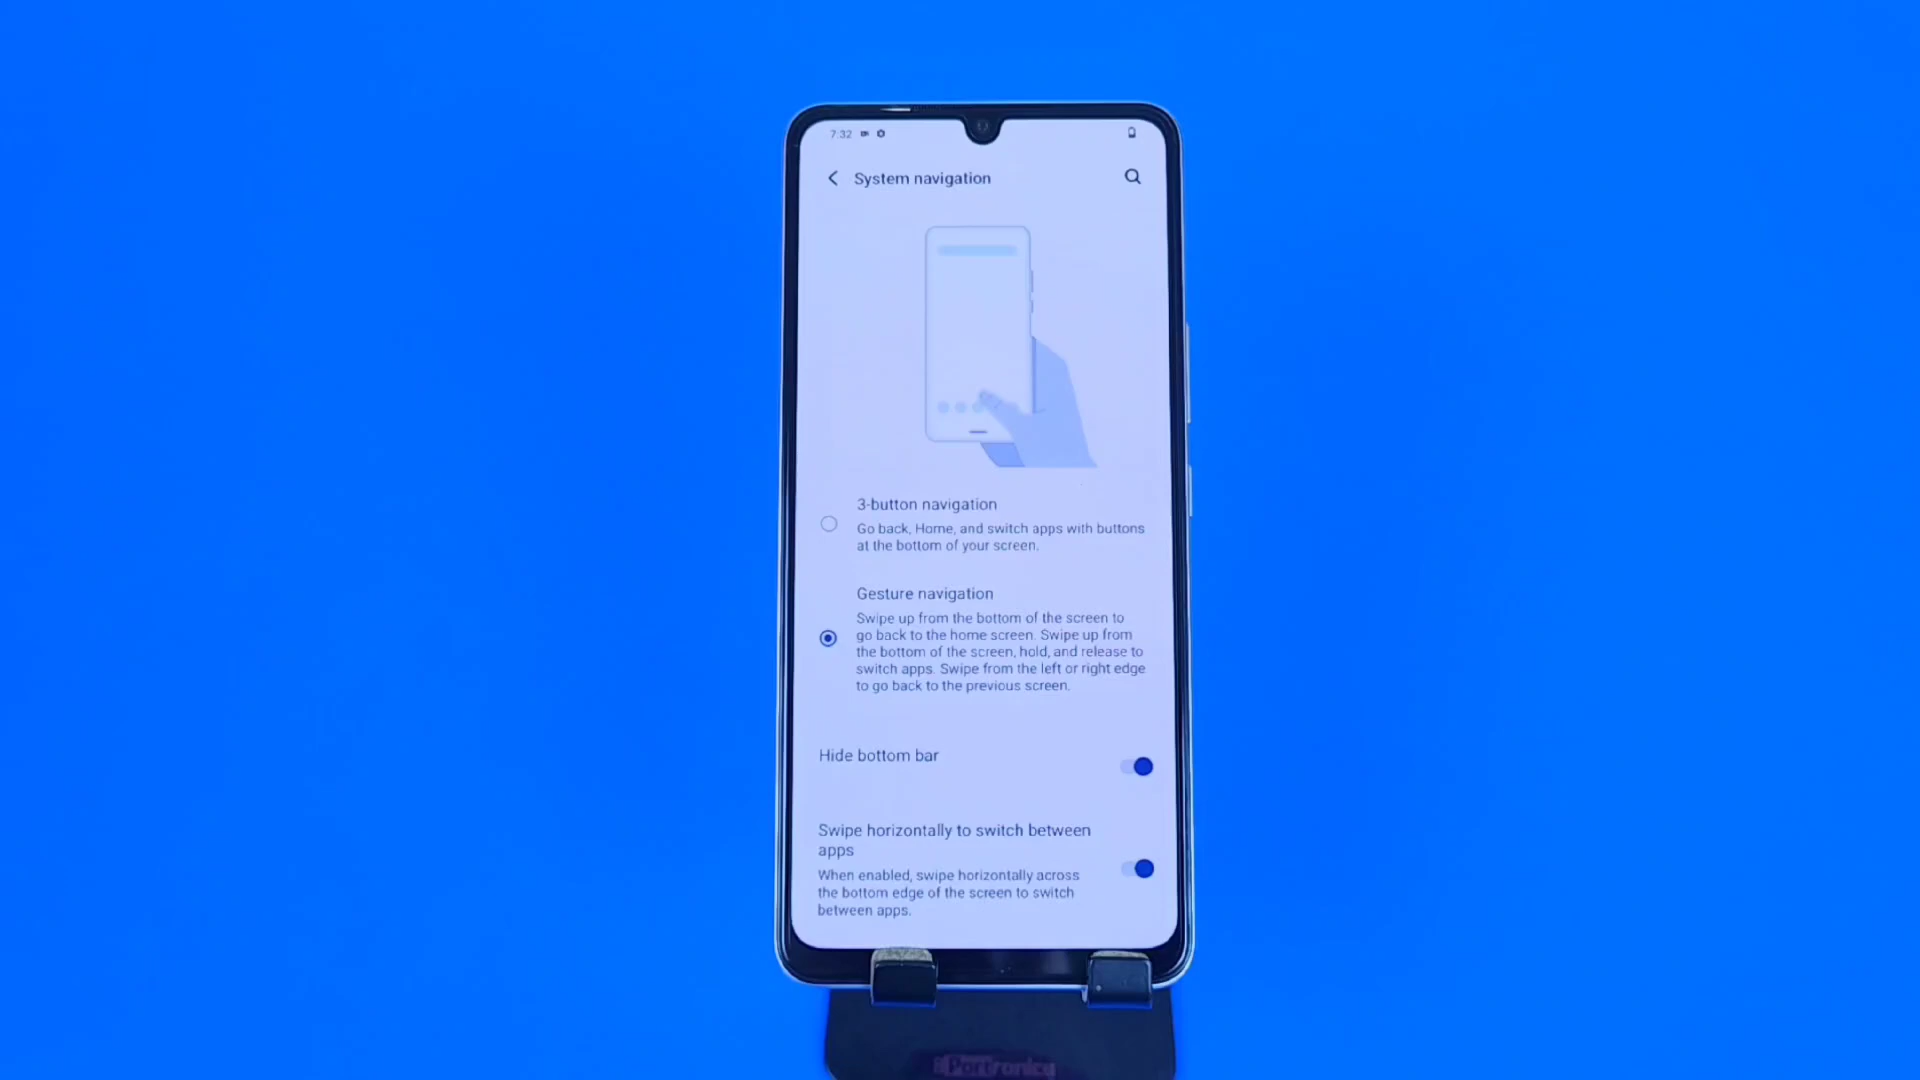 7:32
System navigation
3-button navigation
Go back, Home, and switch apps with buttons
at the bottom of your screen.
Gesture navigation
Swipe up from the bottom of the screen to
go back to the home screen. Swipe up from
the bottom of the screen, hold, and release to
switch apps. Swipe from the left or right edge
to go back to the previous screen.
Hide bottom bar
Swipe horizontally to switch between
apps
When enabled, swipe horizontally across
the bottom edge of the screen to switch
between apps.
Portronics